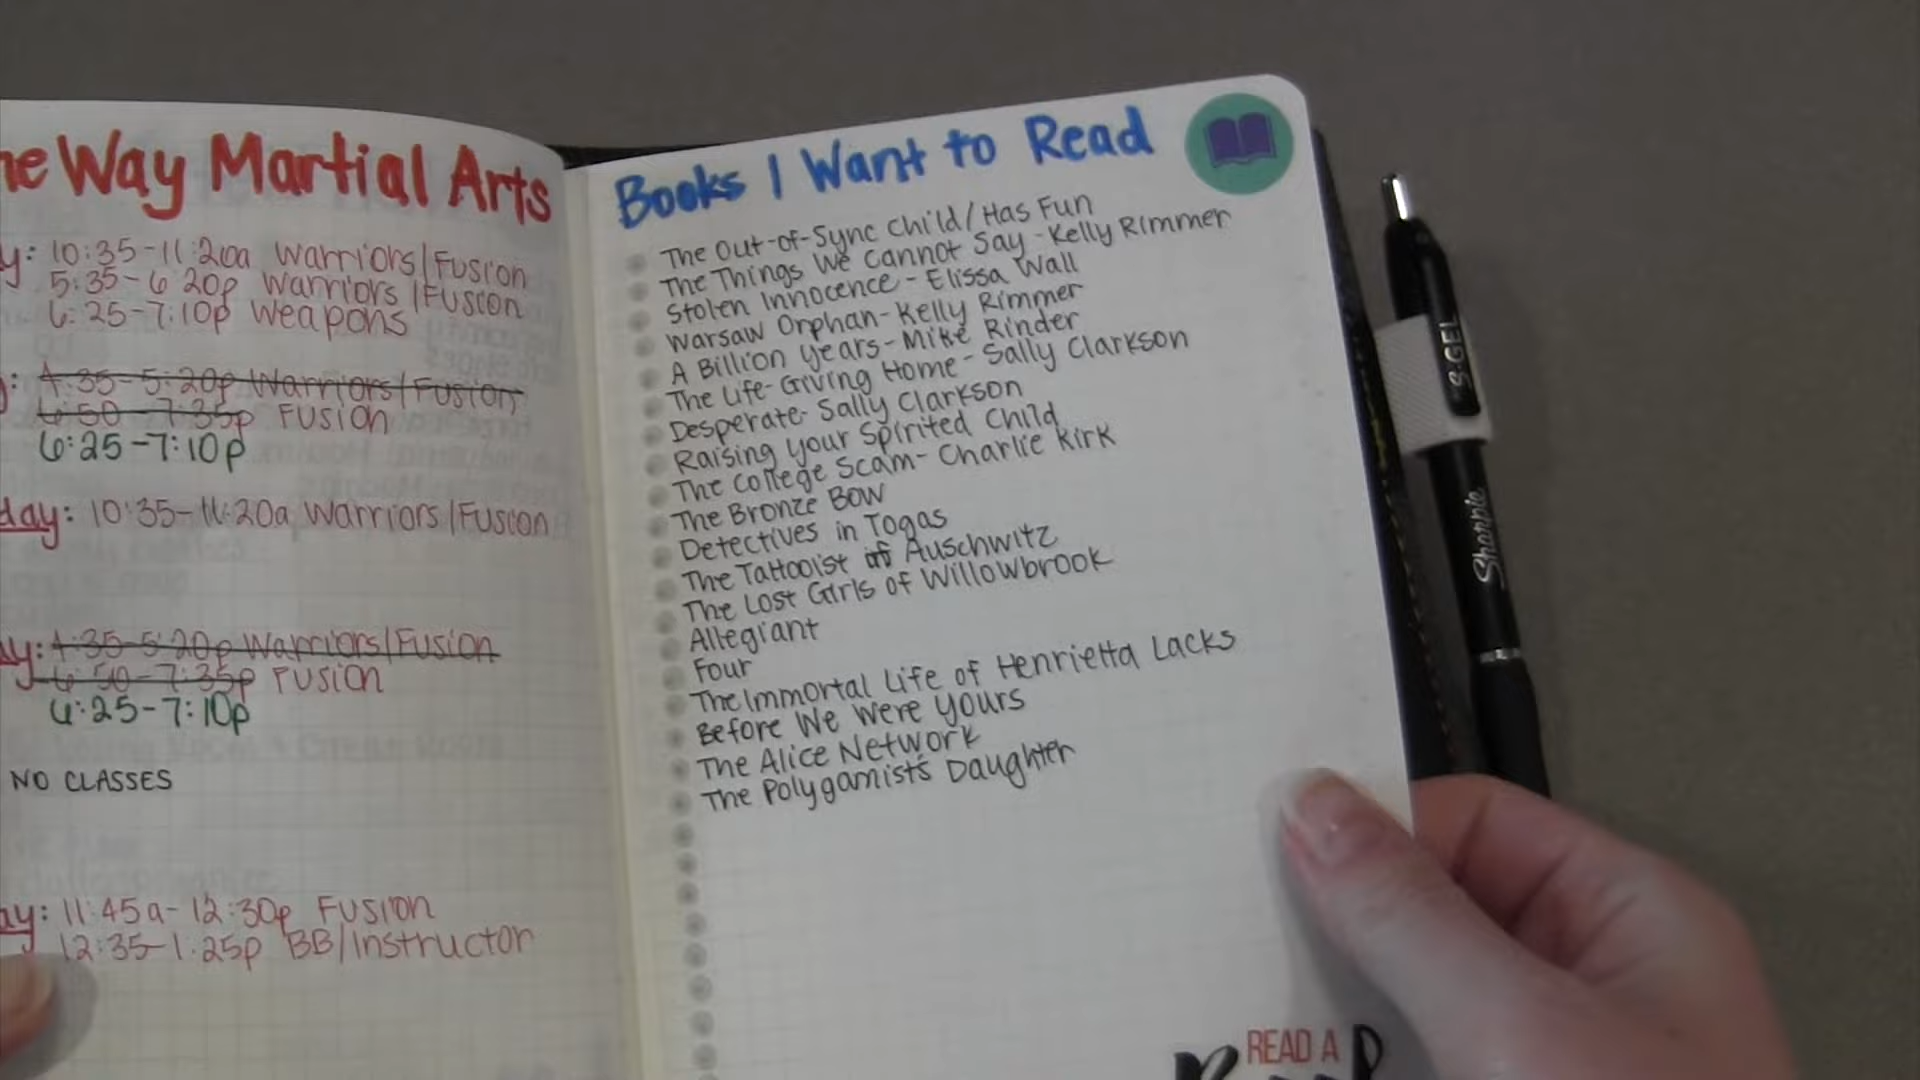 he Way Martial Arts
y: 10:35-11:20a Warriors/Fusion
5:35-6:20p Warriors/Fusion
6:25-7:10p Weapons
4:35-5:20p Warriors/Fusion
6:50-7:35p Fusion
6:25-7:10p
day: 10:35-11:20a Warriors/Fusion
ay: 4:35-5:20p Warriors/Fusion
6:50-7:35p Fusion
6:25-7:10p
NO CLASSES
ay: 11:45a-12:30p Fusion
12:35-1:25p BB/Instructor
Books I Want to Read
The Out-of-Sync Child/Has Fun
The Things We Cannot Say - Kelly Rimmer
Stolen Innocence - Elissa Wall
Warsaw Orphan - Kelly Rimmer
A Billion Years - Mike Rinder
The Life-Giving Home - Sally Clarkson
Desperate - Sally Clarkson
Raising Your Spirited Child
The College Scam - Charlie Kirk
The Bronze Bow
Detectives in Togas
The Tattooist of Auschwitz
The Lost Girls of Willowbrook
Allegiant
Four
The Immortal Life of Henrietta Lacks
Before We Were Yours
The Alice Network
The Polygamist's Daughter
READ A
S·GEL
Sharpie